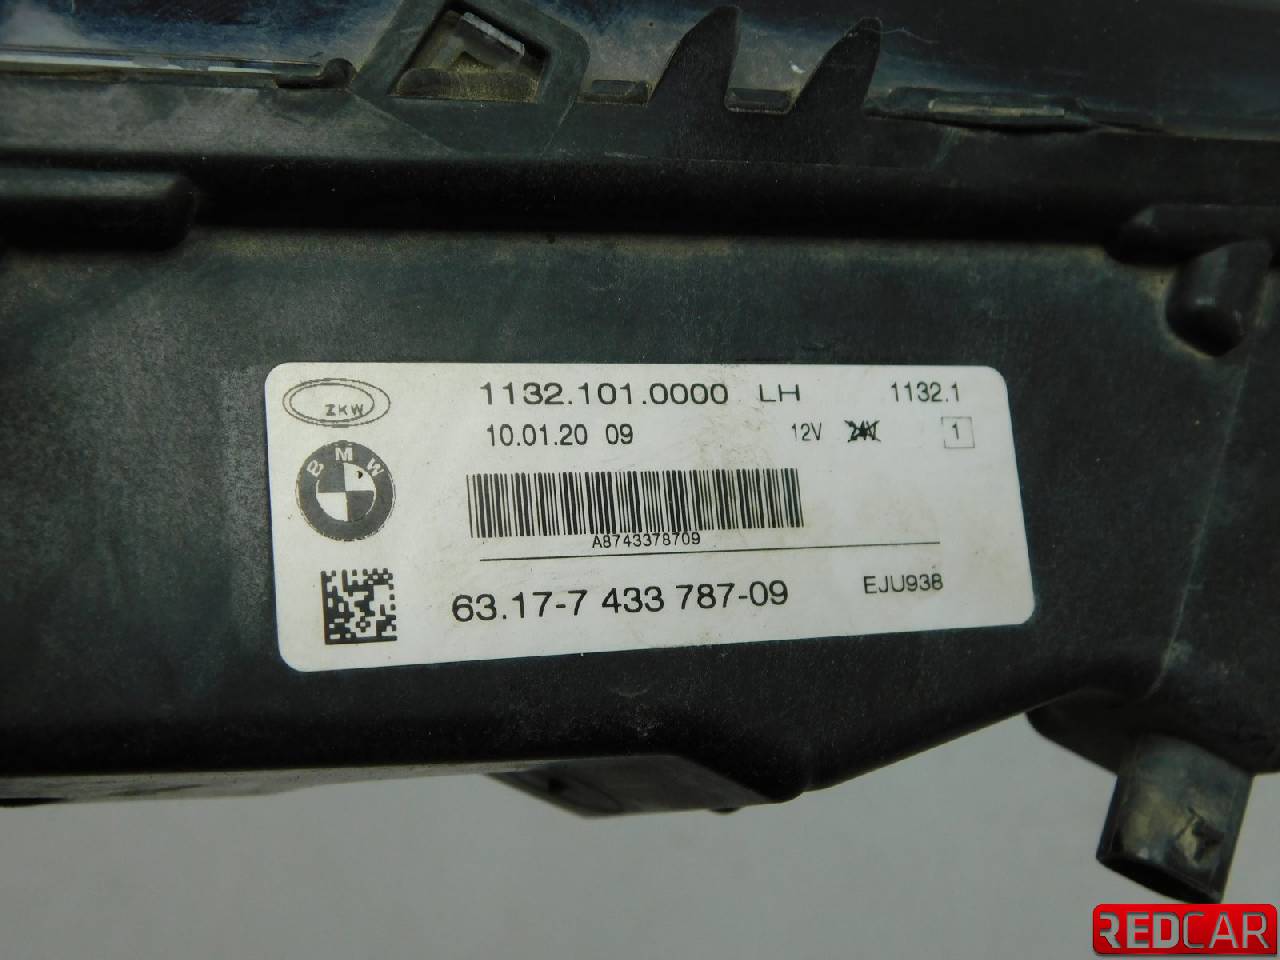 ZKW
1132.101.0000 LH 1132.1
10.01.20 09 12V 24V 1
BMW
A8743378709
63.17-7 433 787-09 EJU938
REDCAR